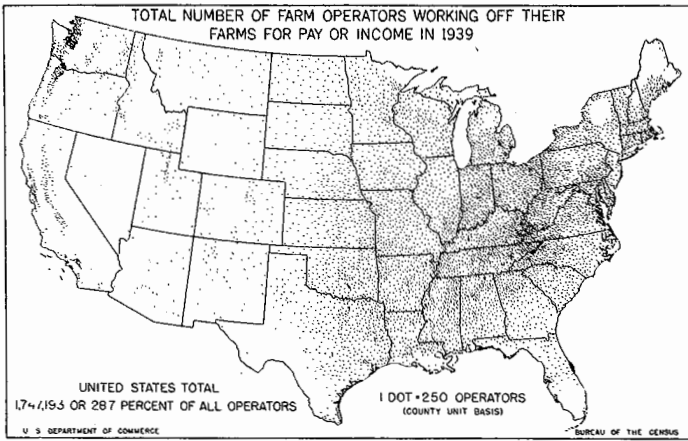 TOTAL NUMBER OF FARM OPERATORS WORKING OFF THEIR
FARMS FOR PAY OR INCOME IN 1939
UNITED STATES TOTAL
1,747,193 OR 28.7 PERCENT OF ALL OPERATORS
1 DOT = 250 OPERATORS
(COUNTY UNIT BASIS)
U S DEPARTMENT OF COMMERCE
BUREAU OF THE CENSUS